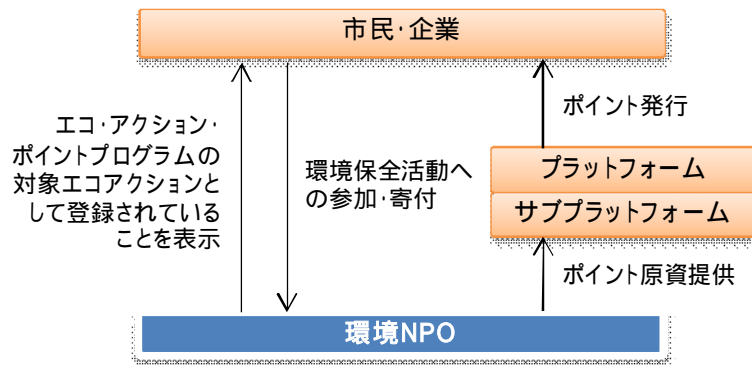 市民・企業
エコ・アクション・
ポイントプログラムの
対象エコアクションと
して登録されている
ことを表示
環境保全活動へ
の参加・寄付
ポイント発行
プラットフォーム
サブプラットフォーム
ポイント原資提供
環境NPO